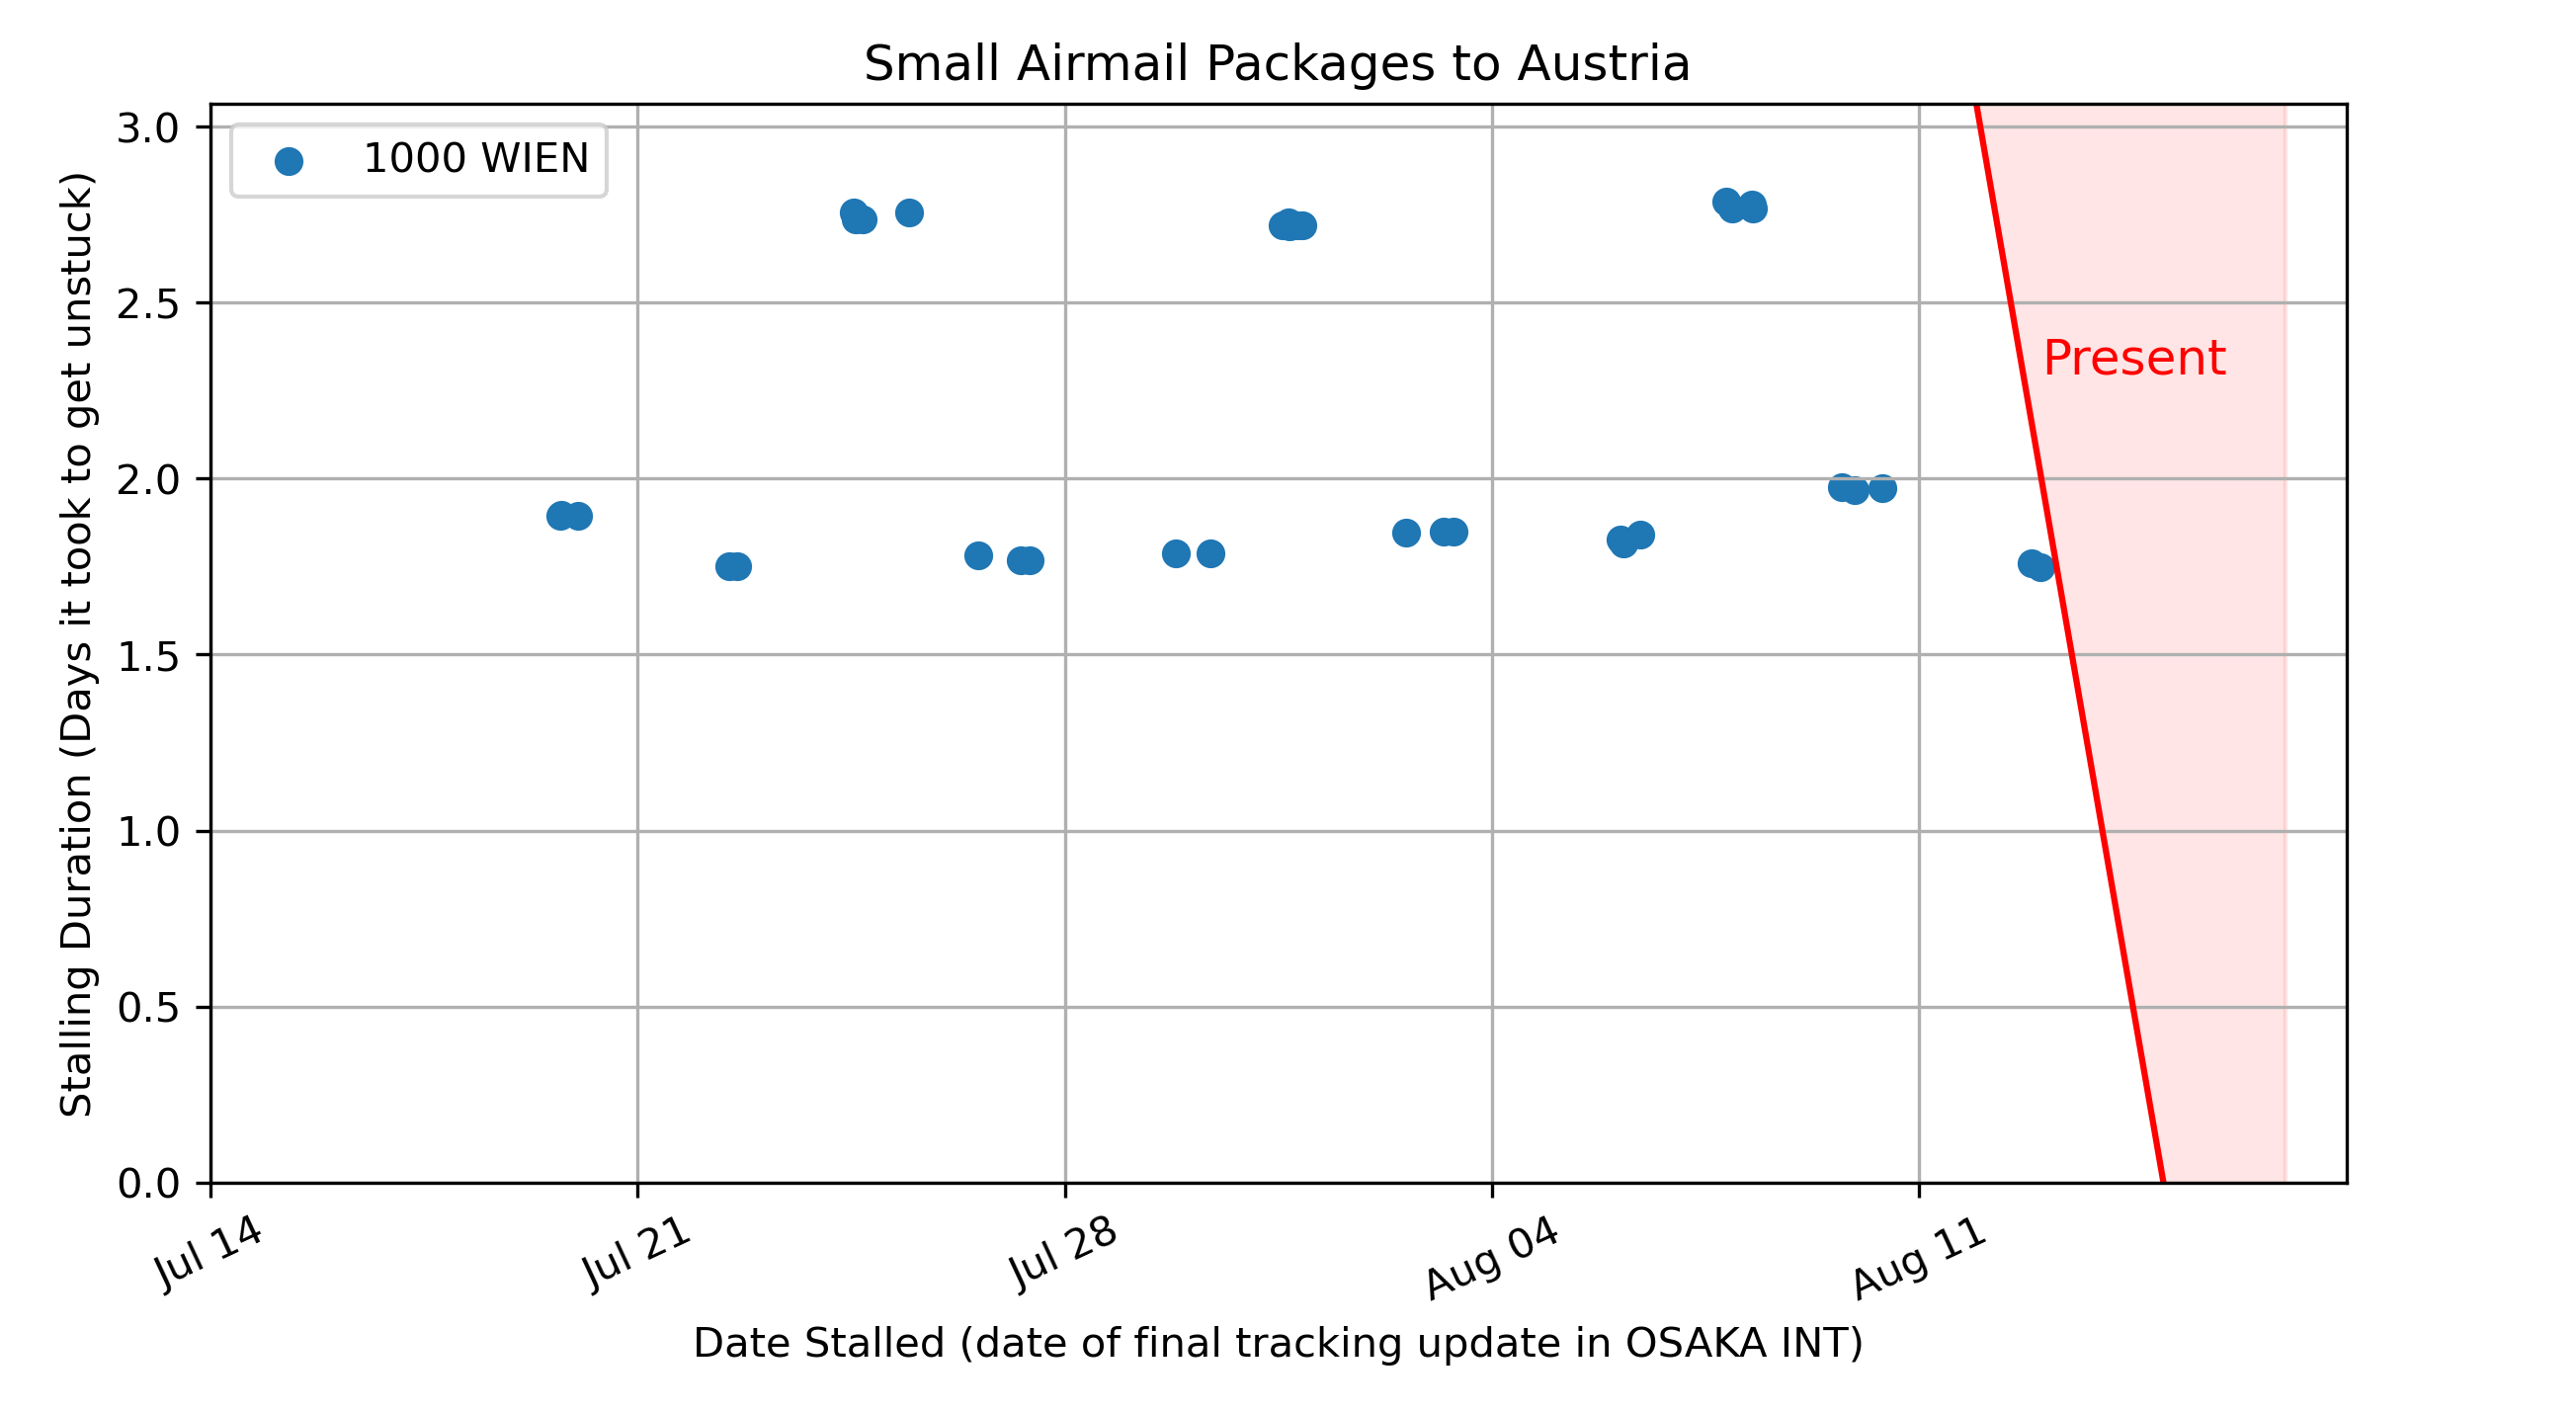 Small Airmail Packages to Austria
1000 WIEN
Present
Stalling Duration (Days it took to get unstuck)
3.0
2.5
2.0
1.5
1.0
0.5
0.0
Jul 14
Jul 21
Jul 28
Aug 04
Aug 11
Date Stalled (date of final tracking update in OSAKA INT)